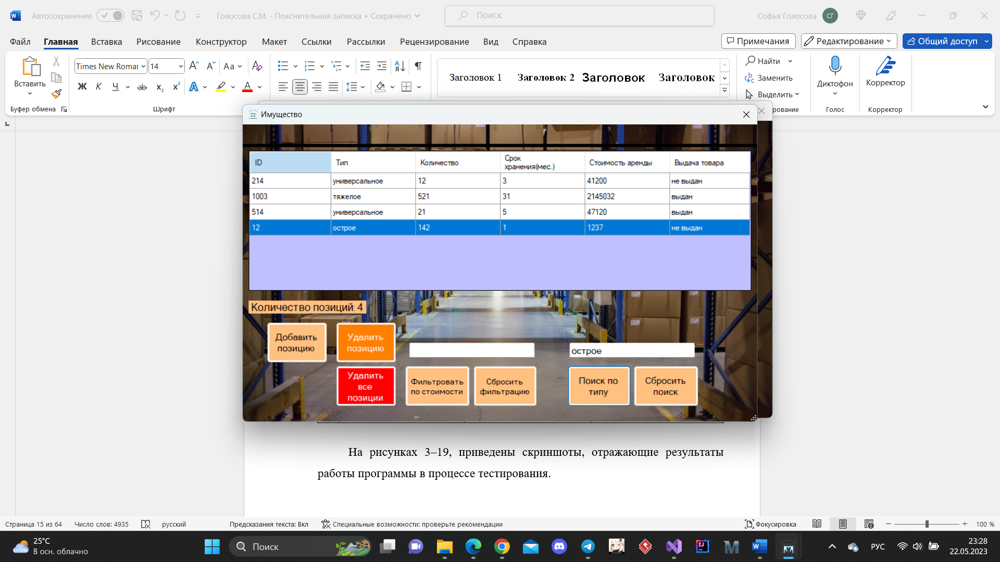 Автосохранение
Голосова С.М. - Пояснительная записка • Сохранено
Поиск
Софья Голосова
СГ
Файл Главная Вставка Рисование Конструктор Макет Ссылки Рассылки Рецензирование Вид Справка
Примечания
Редактирование
Общий доступ
Вставить
Times New Roman
14
Aa
Ж К Ч ab x₂ x² A A
Заголовок 1
Заголовок 2
Заголовок
Заголовок
Найти
Заменить
Выделить
Диктофон
Корректор
Буфер обмена
Шрифт
рование
Голос
Корректор
Имущество
ID Тип Количество Срок хранения(мес.) Стоимость аренды Выдача товара
214 универсальное 12 3 41200 не выдан
1003 тяжелое 521 31 2145032 выдан
514 универсальное 21 5 47120 выдан
12 острое 142 1 1237 не выдан
Количество позиций: 4
Добавить
позицию
Удалить
позицию
острое
Удалить
все
позиции
Фильтровать
по стоимости
Сбросить
фильтрацию
Поиск по
типу
Сбросить
поиск
На рисунках 3–19, приведены скриншоты, отражающие результаты
работы программы в процессе тестирования.
Страница 15 из 64
Число слов: 4935
русский
Предсказания текста: Вкл
Специальные возможности: проверьте рекомендации
Фокусировка
100 %
25°C
В осн. облачно
Поиск
РУС
23:28
22.05.2023